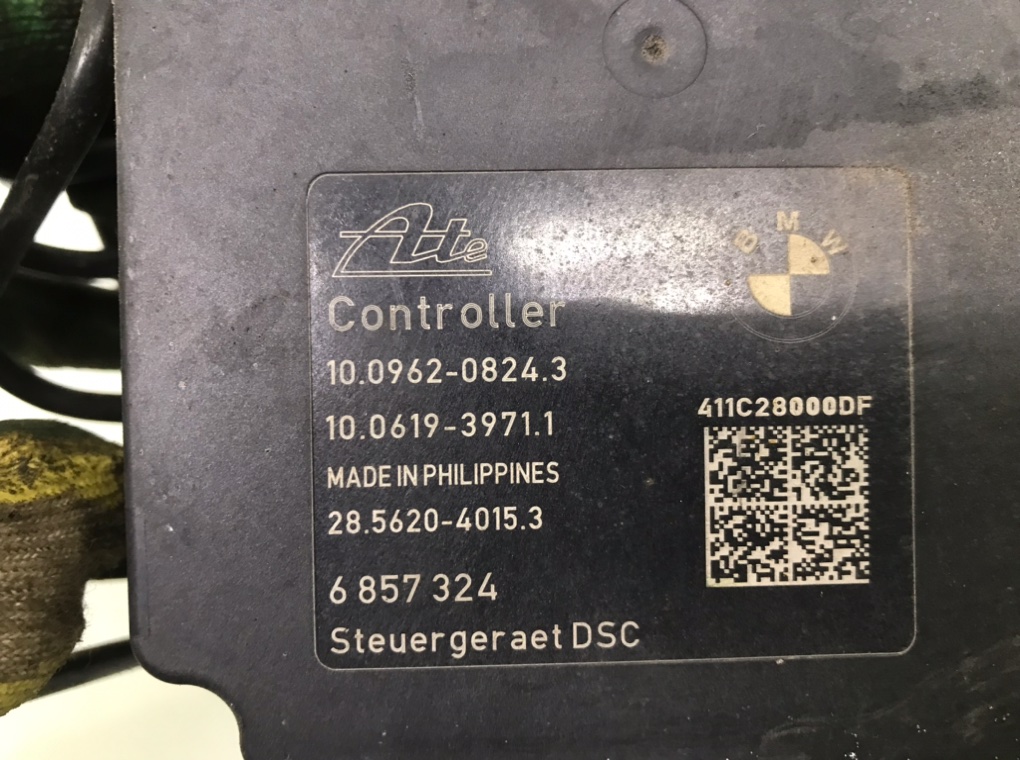 Ate
BMW
Controller
10.0962-0824.3
10.0619-3971.1
411C28000DF
MADE IN PHILIPPINES
28.5620-4015.3
6 857 324
Steuergeraet DSC